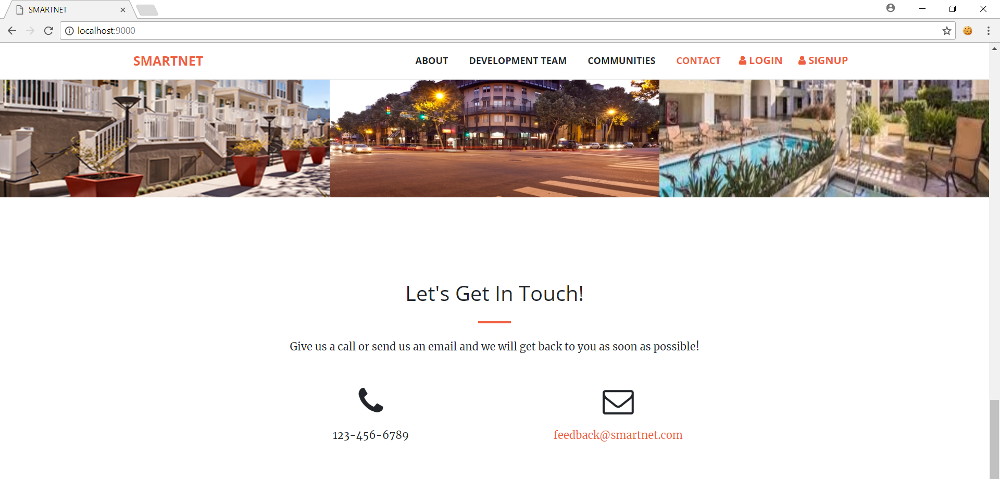 SMARTNET
localhost:9000
SMARTNET
ABOUT DEVELOPMENT TEAM COMMUNITIES CONTACT LOGIN SIGNUP
Let's Get In Touch!
Give us a call or send us an email and we will get back to you as soon as possible!
123-456-6789
feedback@smartnet.com